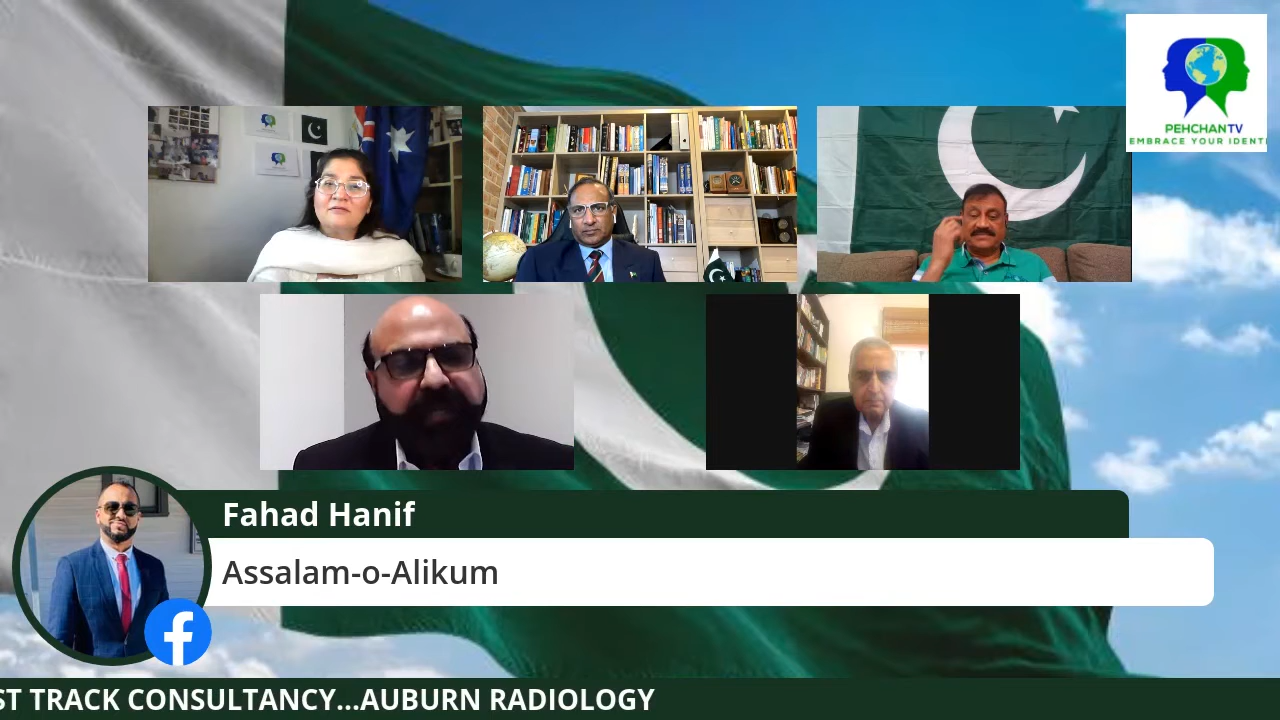 PEHCHANTV
EMBRACE YOUR IDENT
Fahad Hanif
Assalam-o-Alikum
ST TRACK CONSULTANCY...AUBURN RADIOLOGY